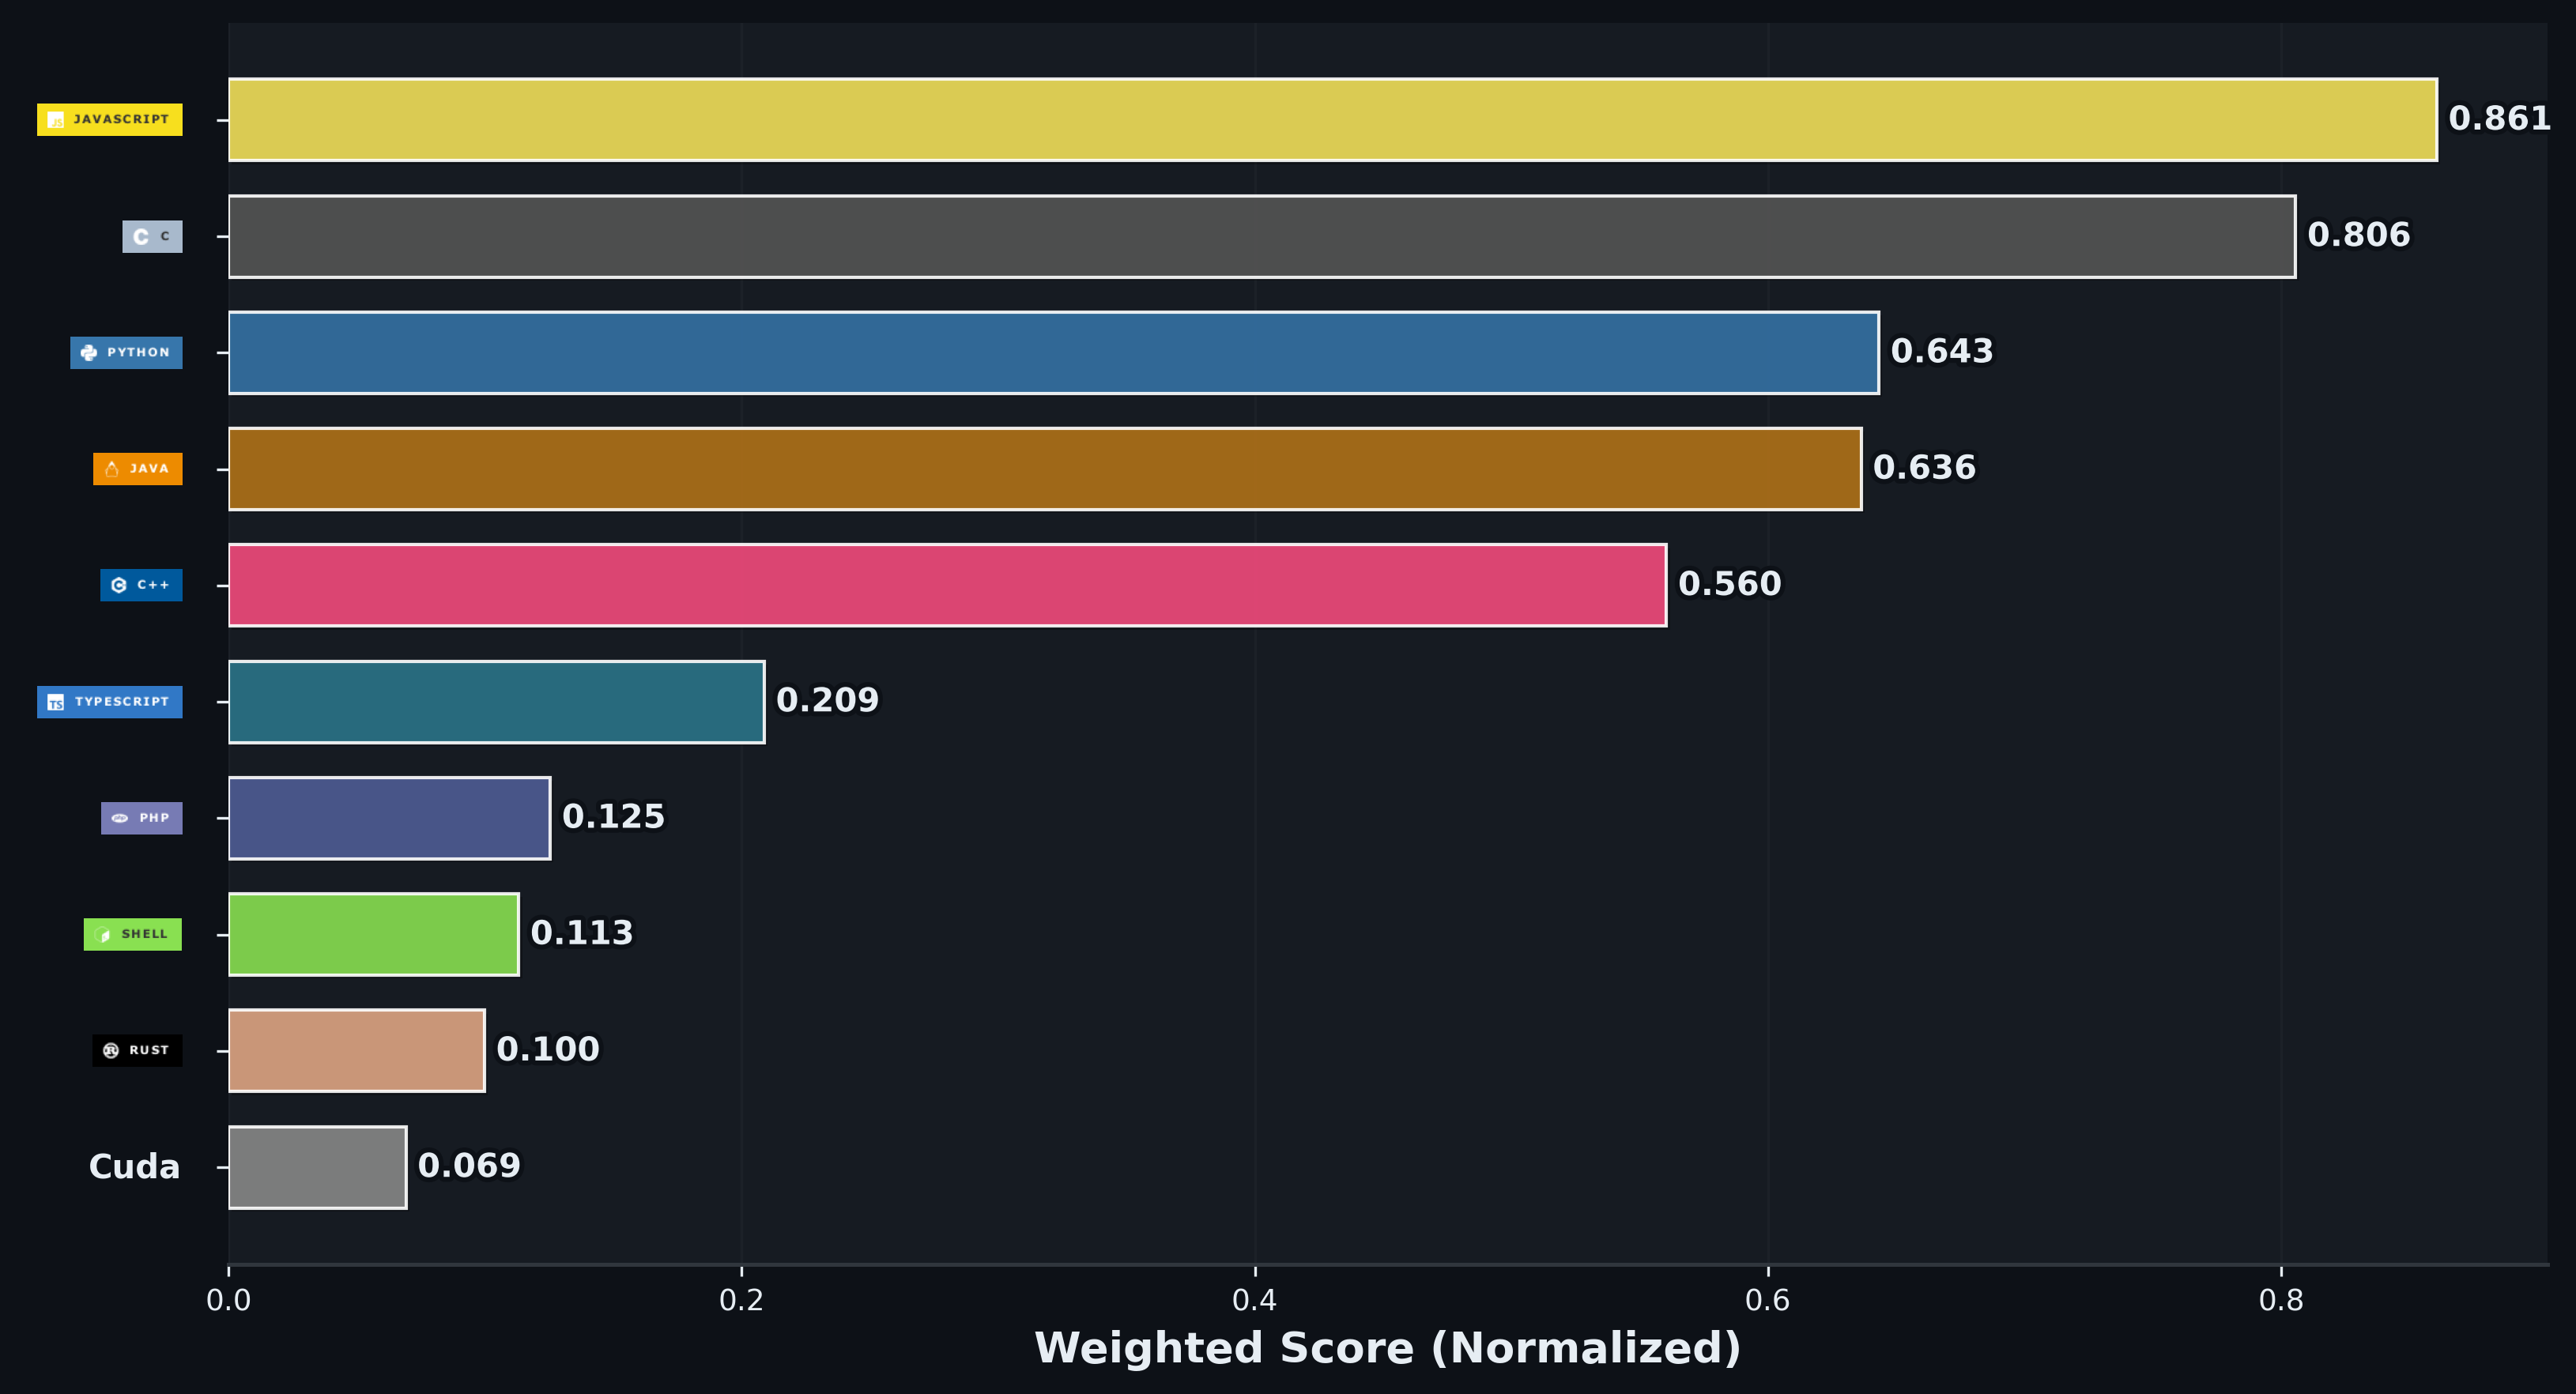 JAVASCRIPT 0.861
C C 0.806
PYTHON 0.643
JAVA 0.636
C C++ 0.560
TS TYPESCRIPT 0.209
php PHP 0.125
SHELL 0.113
R RUST 0.100
Cuda 0.069
0.0 0.2 0.4 0.6 0.8
Weighted Score (Normalized)